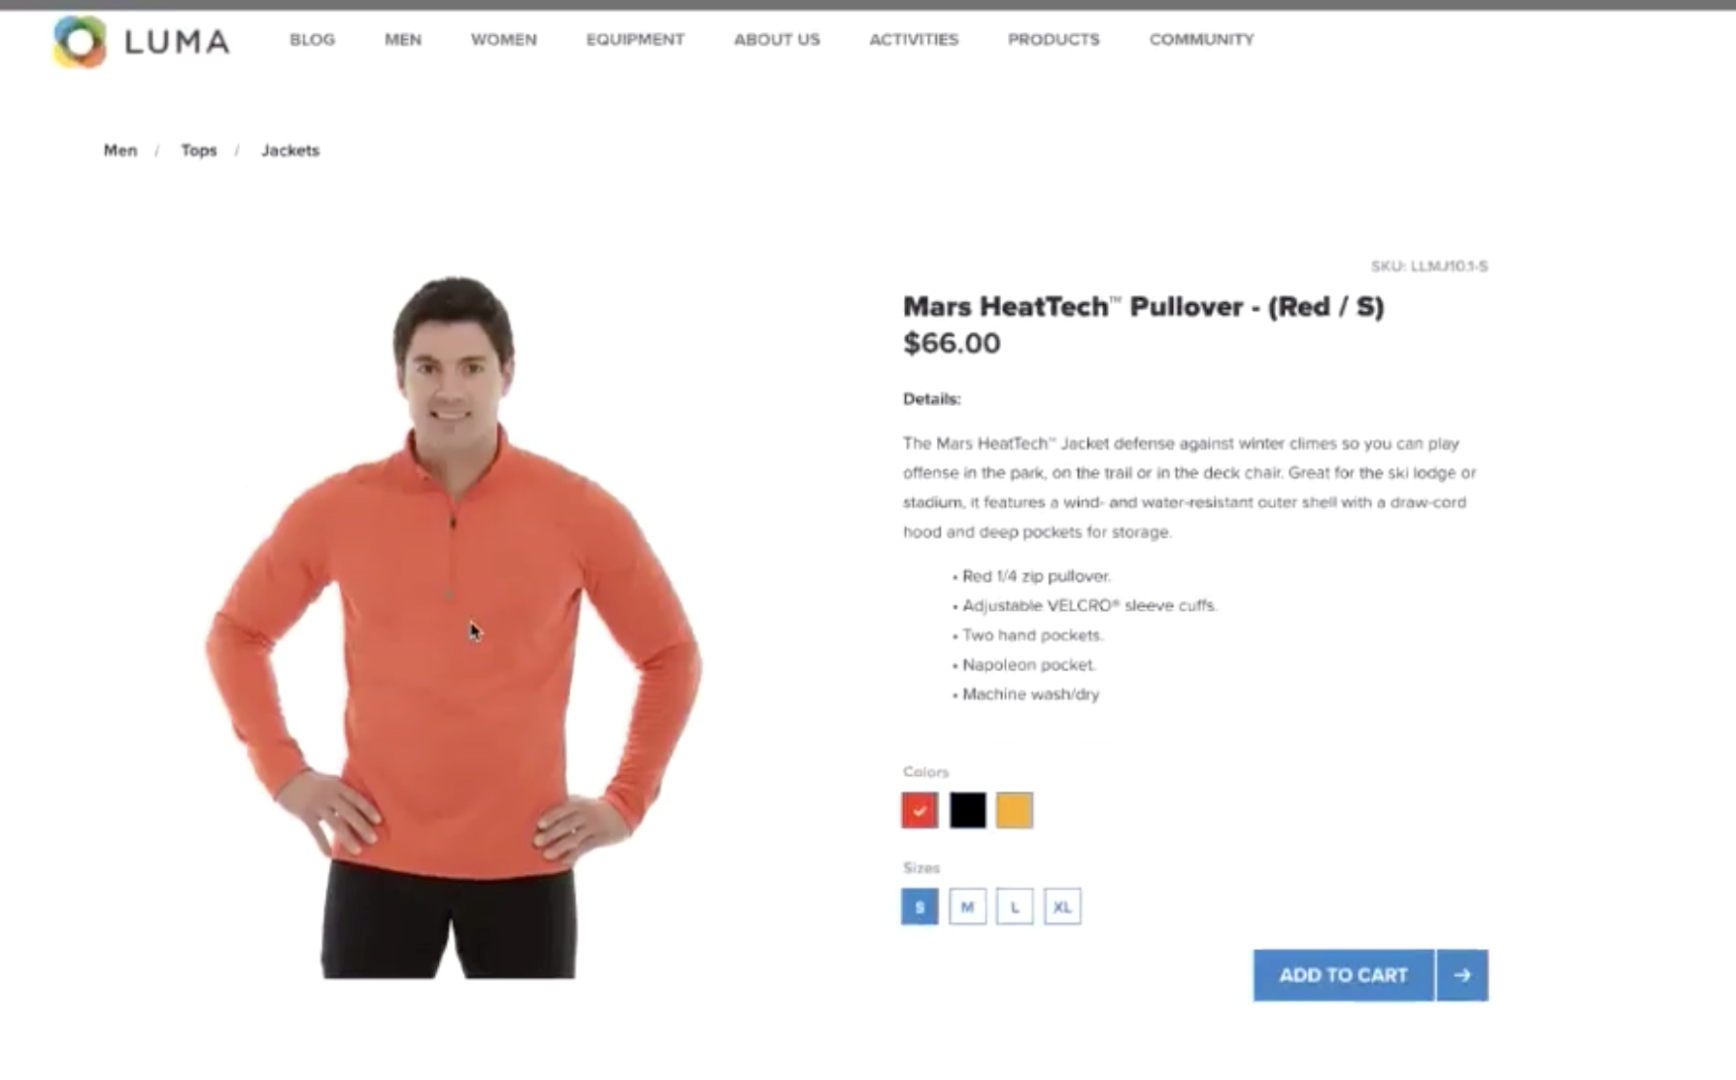 LUMA
BLOG MEN WOMEN EQUIPMENT ABOUT US ACTIVITIES PRODUCTS COMMUNITY
Men / Tops / Jackets
SKU: LLMJ10.1-S
Mars HeatTech™ Pullover - (Red / S)
$66.00
Details:
The Mars HeatTech™ Jacket defense against winter climes so you can play
offense in the park, on the trail or in the deck chair. Great for the ski lodge or
stadium, it features a wind- and water-resistant outer shell with a draw-cord
hood and deep pockets for storage.
• Red 1/4 zip pullover.
• Adjustable VELCRO® sleeve cuffs.
• Two hand pockets.
• Napoleon pocket.
• Machine wash/dry
Colors
Sizes
S M L XL
ADD TO CART →